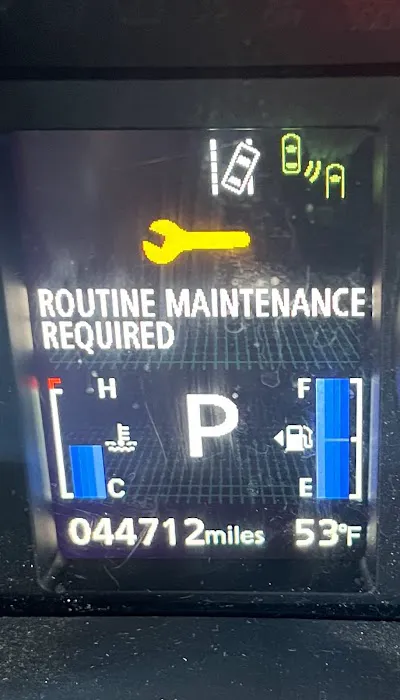 ROUTINE MAINTENANCE
REQUIRED
H
F
P
C
E
044712miles
53°F